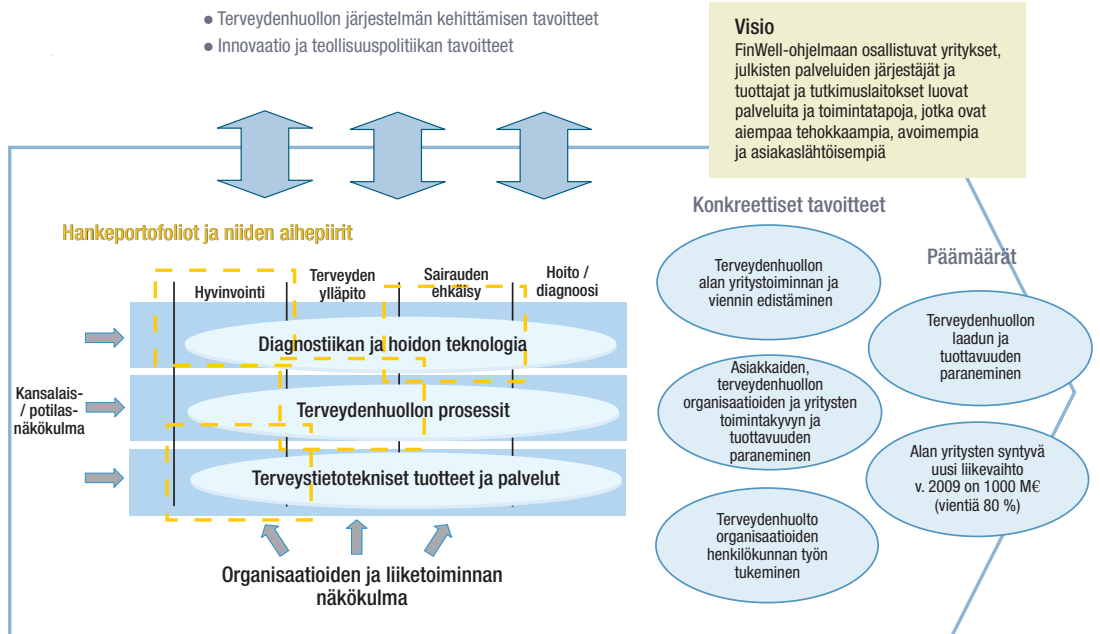 ● Terveydenhuollon järjestelmän kehittämisen tavoitteet
● Innovaatio ja teollisuuspolitiikan tavoitteet
Visio
FinWell-ohjelmaan osallistuvat yritykset,
julkisten palveluiden järjestäjät ja
tuottajat ja tutkimuslaitokset luovat
palveluita ja toimintatapoja, jotka ovat
aiempaa tehokkaampia, avoimempia
ja asiakaslähtöisempiä
Hankeportofoliot ja niiden aihepiirit
Hyvinvointi
Terveyden
ylläpito
Sairauden
ehkäisy
Hoito /
diagnoosi
Diagnostiikan ja hoidon teknologia
Terveydenhuollon prosessit
Terveystietotekniset tuotteet ja palvelut
Kansalais-
/ potilas-
näkökulma
Organisaatioiden ja liiketoiminnan
näkökulma
Konkreettiset tavoitteet
Terveydenhuollon
alan yritystoiminnan ja
viennin edistäminen
Asiakkaiden,
terveydenhuollon
organisaatioiden ja yritysten
toimintakyvyn ja
tuottavuuden
paraneminen
Terveydenhuolto
organisaatioiden
henkilökunnan työn
tukeminen
Päämäärät
Terveydenhuollon
laadun ja
tuottavuuden
paraneminen
Alan yritysten syntyvä
uusi liikevaihto
v. 2009 on 1000 M€
(vientiä 80 %)